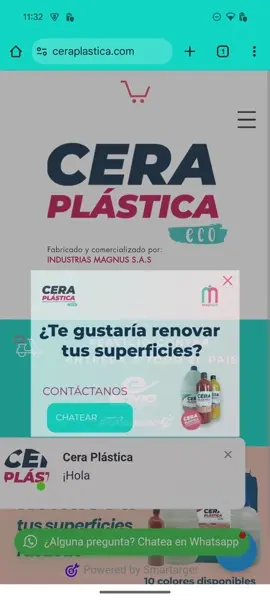 11:32
ceraplastica.com
1
CERA
PLÁSTICA
eco
Fabricado y comercializado por:
INDUSTRIAS MAGNUS S.A.S
CERA
PLÁSTICA
¿Te gustaría renovar
tus superficies?
CONTÁCTANOS
CHATEAR
Cera Plástica
¡Hola
tus superficies
¿Alguna pregunta? Chatea en Whatsapp
Powered by Smartarget
10 colores disponibles